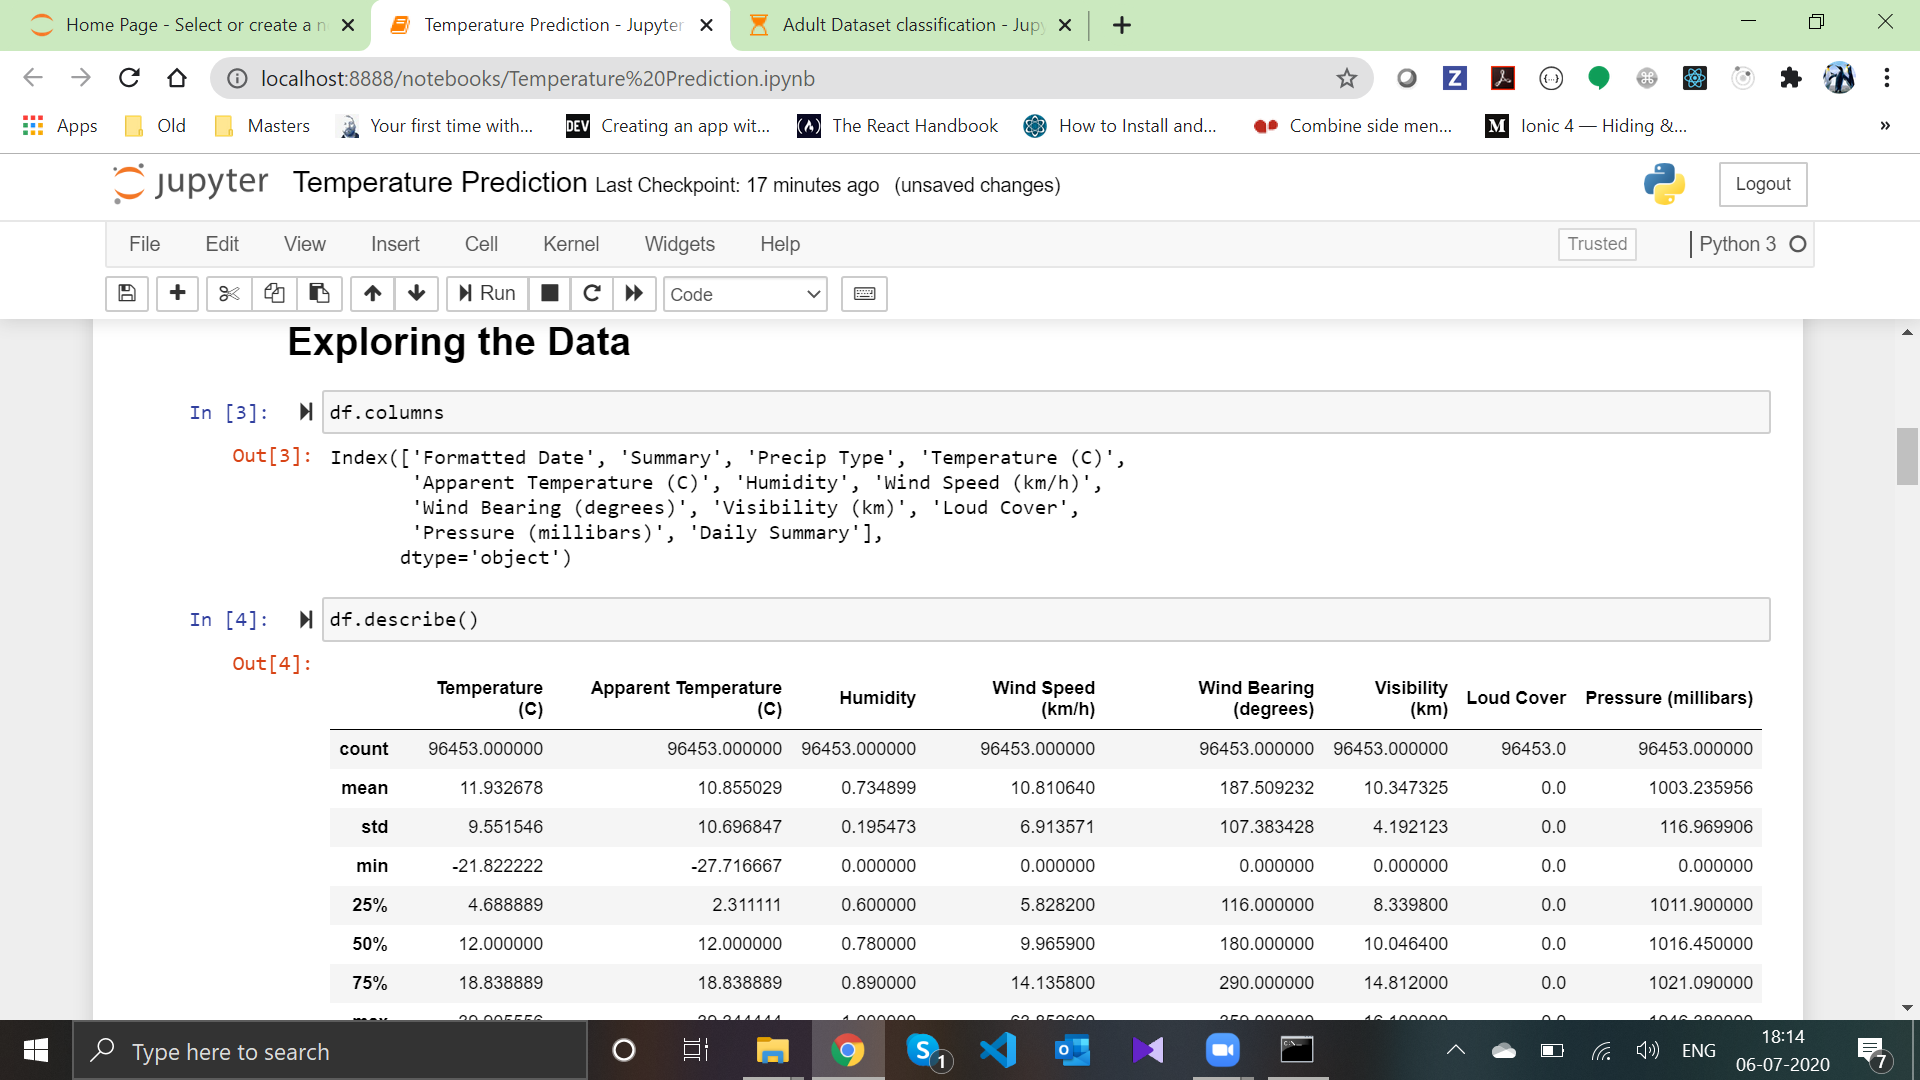 Home Page - Select or create a n
Temperature Prediction - Jupyter
Adult Dataset classification - Jupy
localhost:8888/notebooks/Temperature%20Prediction.ipynb
Apps Old Masters Your first time with... DEV Creating an app wit... The React Handbook How to Install and... Combine side men... M Ionic 4 — Hiding &... »
jupyter Temperature Prediction Last Checkpoint: 17 minutes ago (unsaved changes) Logout
File Edit View Insert Cell Kernel Widgets Help Trusted Python 3
Run Code
Exploring the Data
In [3]: df.columns
Out[3]: Index(['Formatted Date', 'Summary', 'Precip Type', 'Temperature (C)',
'Apparent Temperature (C)', 'Humidity', 'Wind Speed (km/h)',
'Wind Bearing (degrees)', 'Visibility (km)', 'Loud Cover',
'Pressure (millibars)', 'Daily Summary'],
dtype='object')
In [4]: df.describe()
Out[4]:
Temperature (C) Apparent Temperature (C) Humidity Wind Speed (km/h) Wind Bearing (degrees) Visibility (km) Loud Cover Pressure (millibars)
count 96453.000000 96453.000000 96453.000000 96453.000000 96453.000000 96453.000000 96453.0 96453.000000
mean 11.932678 10.855029 0.734899 10.810640 187.509232 10.347325 0.0 1003.235956
std 9.551546 10.696847 0.195473 6.913571 107.383428 4.192123 0.0 116.969906
min -21.822222 -27.716667 0.000000 0.000000 0.000000 0.000000 0.0 0.000000
25% 4.688889 2.311111 0.600000 5.828200 116.000000 8.339800 0.0 1011.900000
50% 12.000000 12.000000 0.780000 9.965900 180.000000 10.046400 0.0 1016.450000
75% 18.838889 18.838889 0.890000 14.135800 290.000000 14.812000 0.0 1021.090000
Type here to search
1
ENG
18:14
06-07-2020
7